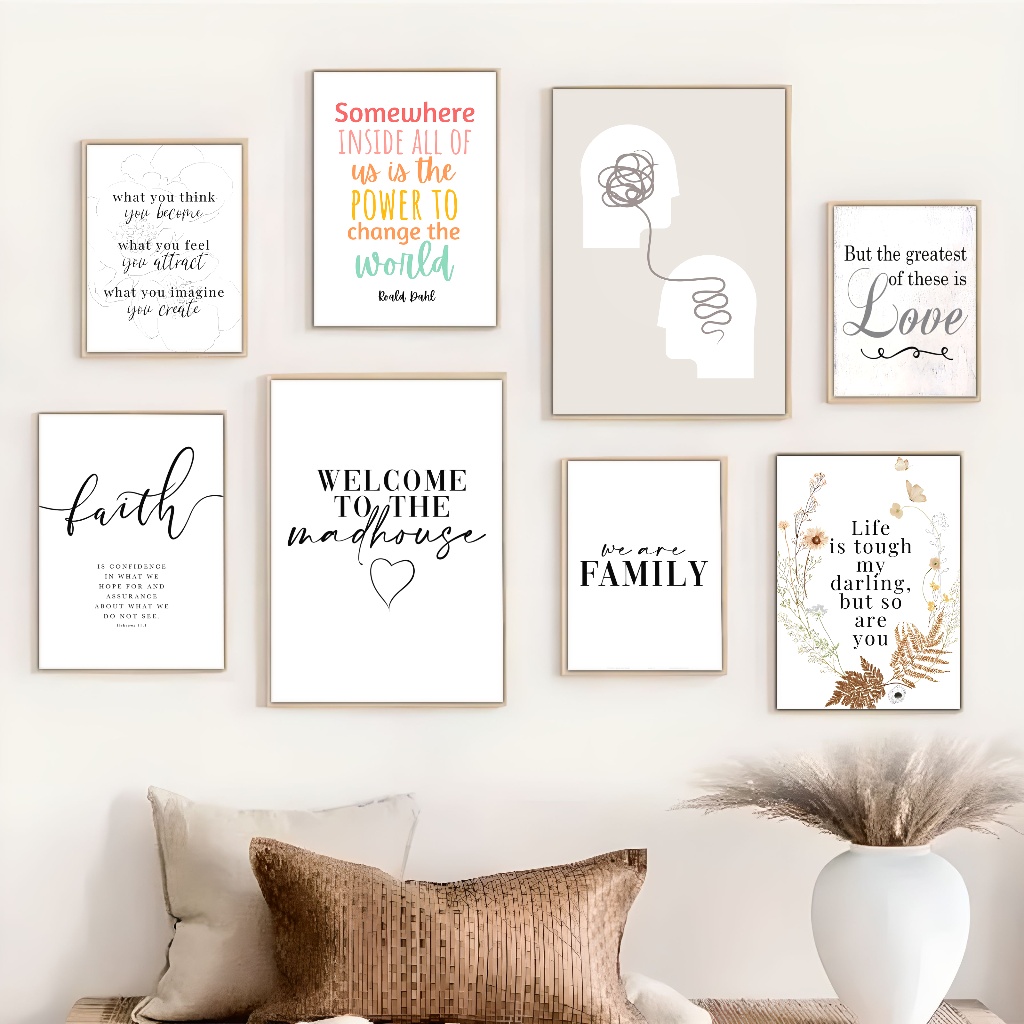 what you think
you become
what you feel
you attract
what you imagine
you create
Somewhere
INSIDE ALL OF
us is the
POWER TO
change the
world
Roald Dahl
But the greatest
of these is
Love
faith
IS CONFIDENCE
IN WHAT WE
HOPE FOR AND
ASSURANCE
ABOUT WHAT WE
DO NOT SEE.
Hebrews 11:1
WELCOME
TO THE
madhouse
we are
FAMILY
Life
is tough
my
darling,
but so
are
you